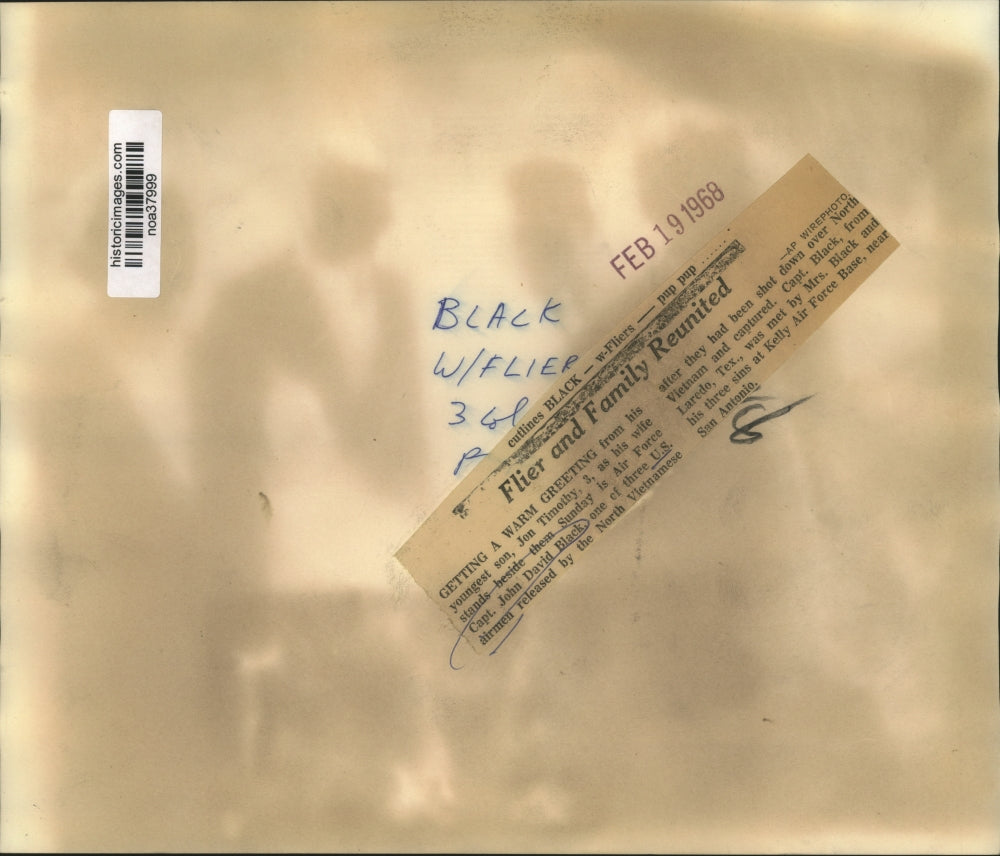 historicimages.com
noa37999
FEB 19 1968
BLACK
W/FLIER
3 col
cutlines BLACK — w-Fliers — pup pup ......
Flier and Family Reunited
GETTING A WARM GREETING from his
youngest son, Jon Timothy, 3, as his wife
stands beside them Sunday is Air Force
Capt. John David Black, one of three U.S.
airmen released by the North Vietnamese
—AP WIREPHOTO.
after they had been shot down over North
Vietnam and captured. Capt. Black, from
Laredo, Tex., was met by Mrs. Black and
his three sins at Kelly Air Force Base, near
San Antonio.